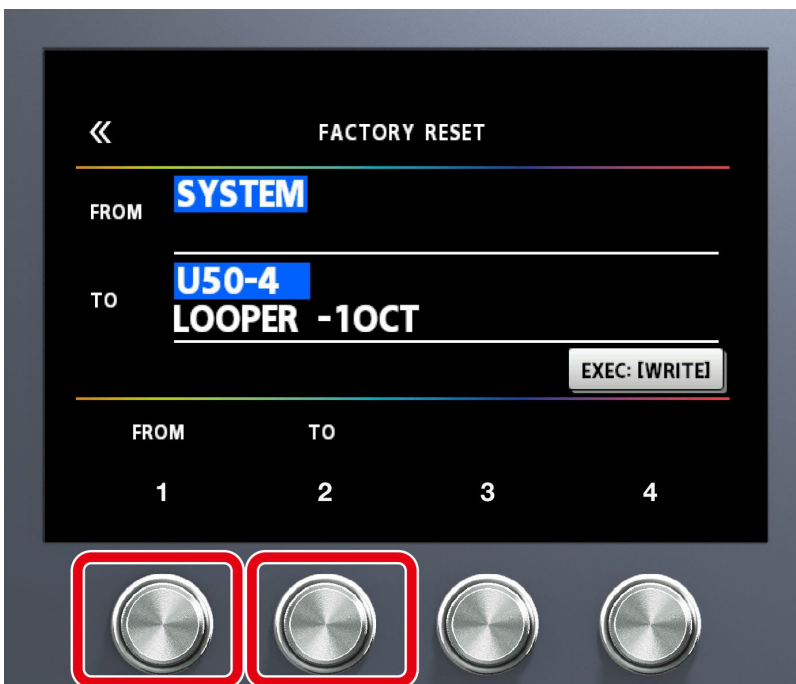 «
FACTORY RESET
FROM
SYSTEM
TO
U50-4
LOOPER -1OCT
EXEC: [WRITE]
FROM TO
1 2 3 4